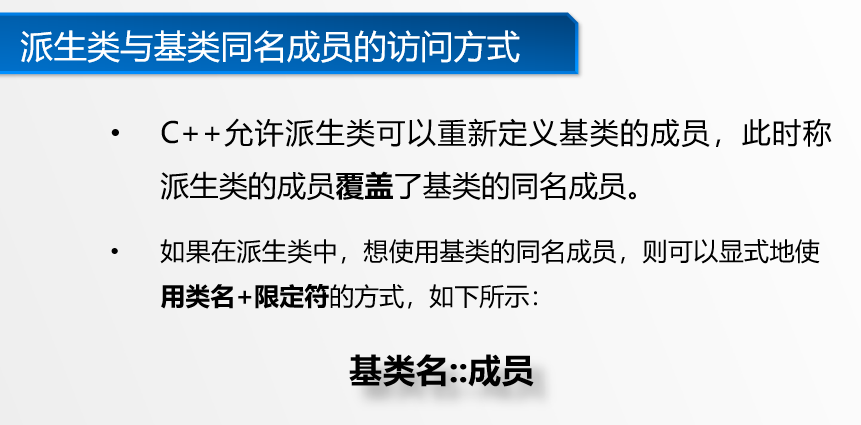 派生类与基类同名成员的访问方式
• C++允许派生类可以重新定义基类的成员，此时称
派生类的成员覆盖了基类的同名成员。
• 如果在派生类中，想使用基类的同名成员，则可以显式地使
用类名+限定符的方式，如下所示：
基类名::成员